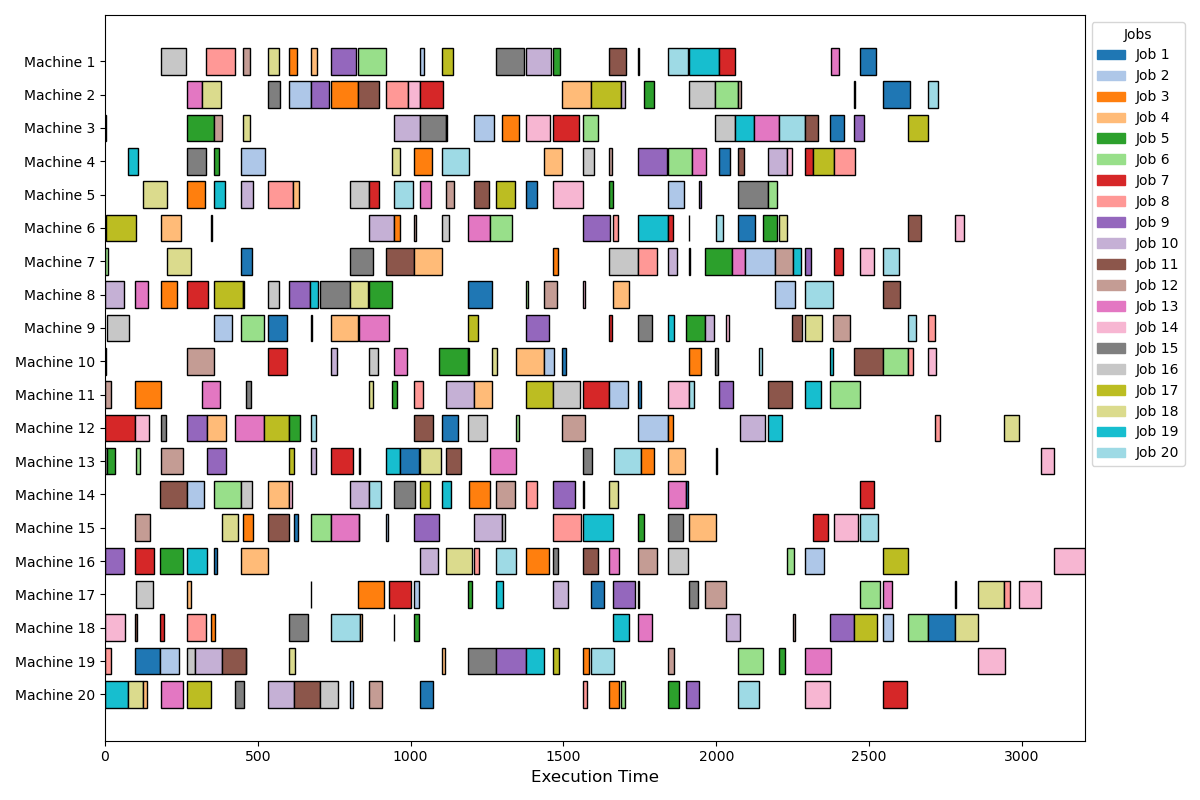 Machine 1
Machine 2
Machine 3
Machine 4
Machine 5
Machine 6
Machine 7
Machine 8
Machine 9
Machine 10
Machine 11
Machine 12
Machine 13
Machine 14
Machine 15
Machine 16
Machine 17
Machine 18
Machine 19
Machine 20
0 500 1000 1500 2000 2500 3000
Execution Time
Jobs
Job 1
Job 2
Job 3
Job 4
Job 5
Job 6
Job 7
Job 8
Job 9
Job 10
Job 11
Job 12
Job 13
Job 14
Job 15
Job 16
Job 17
Job 18
Job 19
Job 20